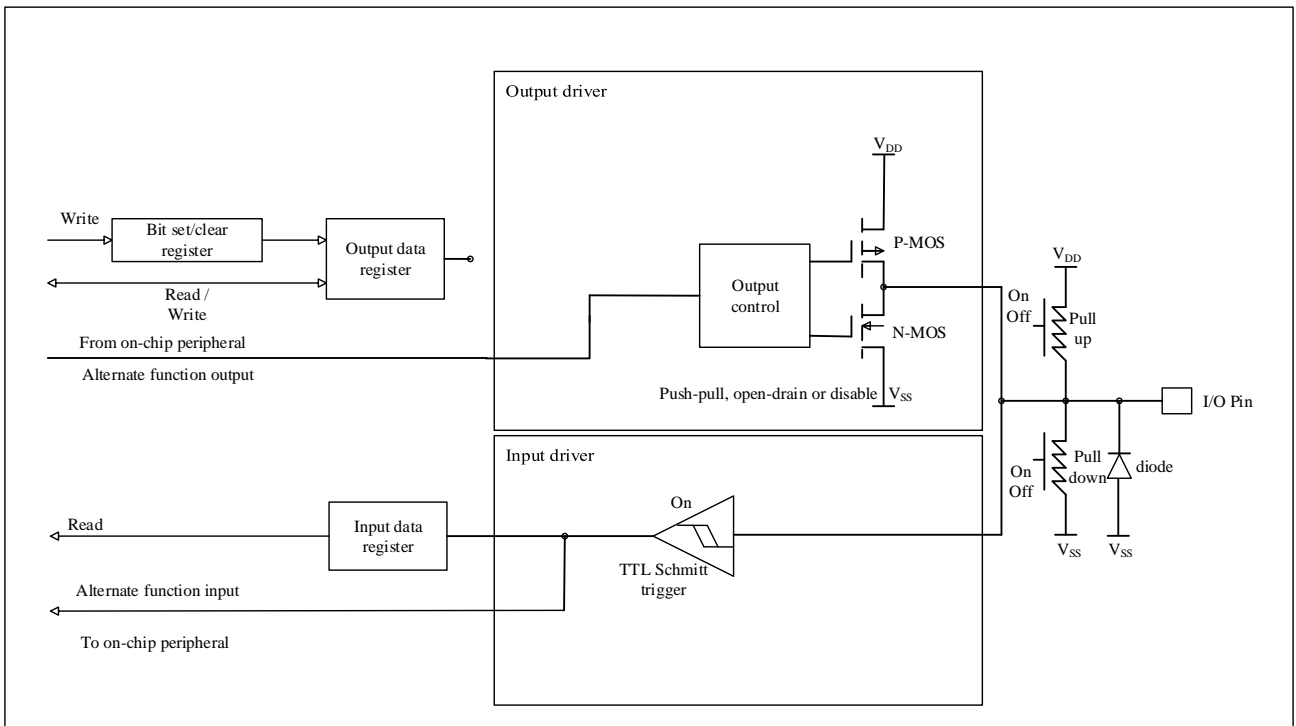 Output driver
V_DD
Write
Bit set/clear
register
Output data
register
P-MOS
Read /
Write
Output
control
V_DD
On
Off
Pull
up
N-MOS
From on-chip peripheral
Alternate function output
Push-pull, open-drain or disable
V_SS
I/O Pin
Input driver
On
Off
Pull
down
diode
On
Read
Input data
register
TTL Schmitt
trigger
V_SS
V_SS
Alternate function input
To on-chip peripheral